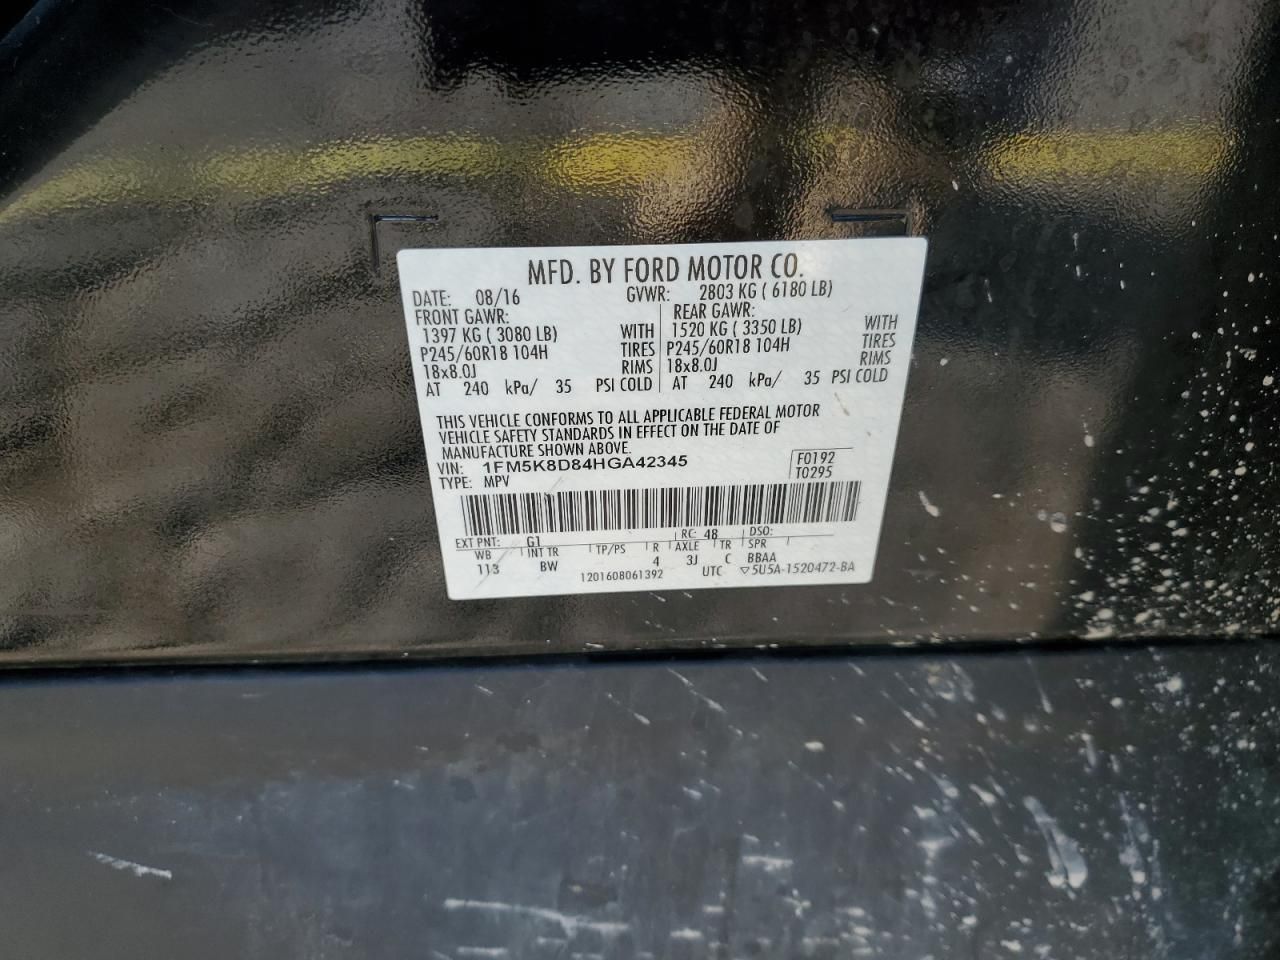 MFD. BY FORD MOTOR CO.
DATE: 08/16 GVWR: 2803 KG ( 6180 LB)
FRONT GAWR: REAR GAWR:
1397 KG ( 3080 LB) WITH 1520 KG ( 3350 LB) WITH
P245/60R18 104H TIRES P245/60R18 104H TIRES
18x8.0J RIMS 18x8.0J RIMS
AT 240 kPa/ 35 PSI COLD AT 240 kPa/ 35 PSI COLD
THIS VEHICLE CONFORMS TO ALL APPLICABLE FEDERAL MOTOR
VEHICLE SAFETY STANDARDS IN EFFECT ON THE DATE OF
MANUFACTURE SHOWN ABOVE.
VIN: 1FM5K8D84HGA42345 F0192
TYPE: MPV T0295
EXT PNT: G1 RC: 48 DSO:
WB INT TR TP/PS R AXLE TR SPR
113 BW 4 3J C BBAA
1201608061392 UTC ▽5U5A-1520472-BA